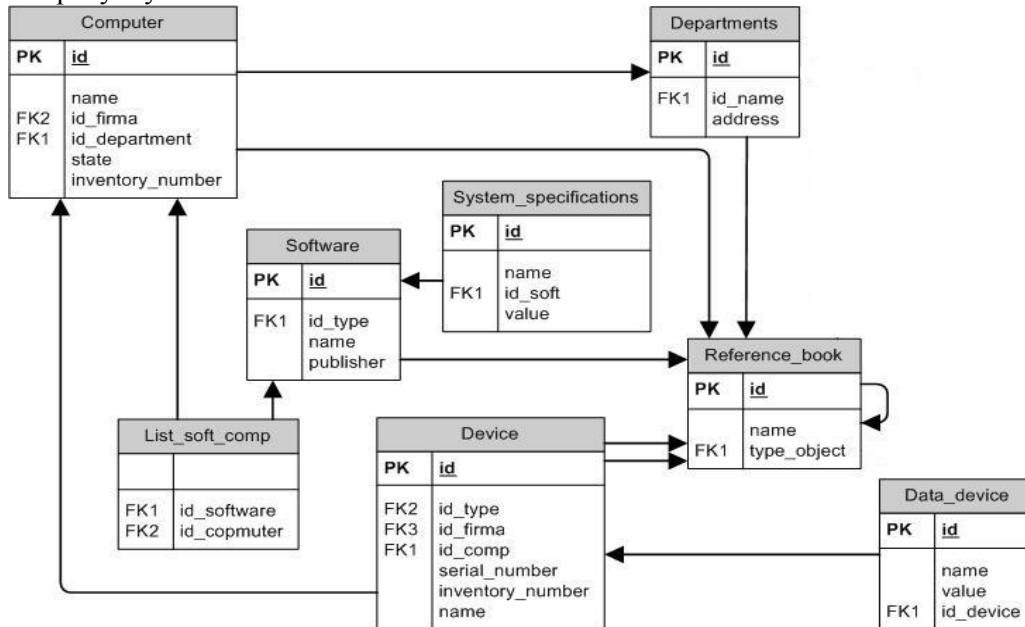 Computer
PK id
name
FK2 id_firma
FK1 id_department
state
inventory_number
Departments
PK id
FK1 id_name
address
System_specifications
PK id
name
FK1 id_soft
value
Software
PK id
FK1 id_type
name
publisher
Reference_book
PK id
name
FK1 type_object
List_soft_comp
FK1 id_software
FK2 id_copmuter
Device
PK id
FK2 id_type
FK3 id_firma
FK1 id_comp
serial_number
inventory_number
name
Data_device
PK id
name
value
FK1 id_device